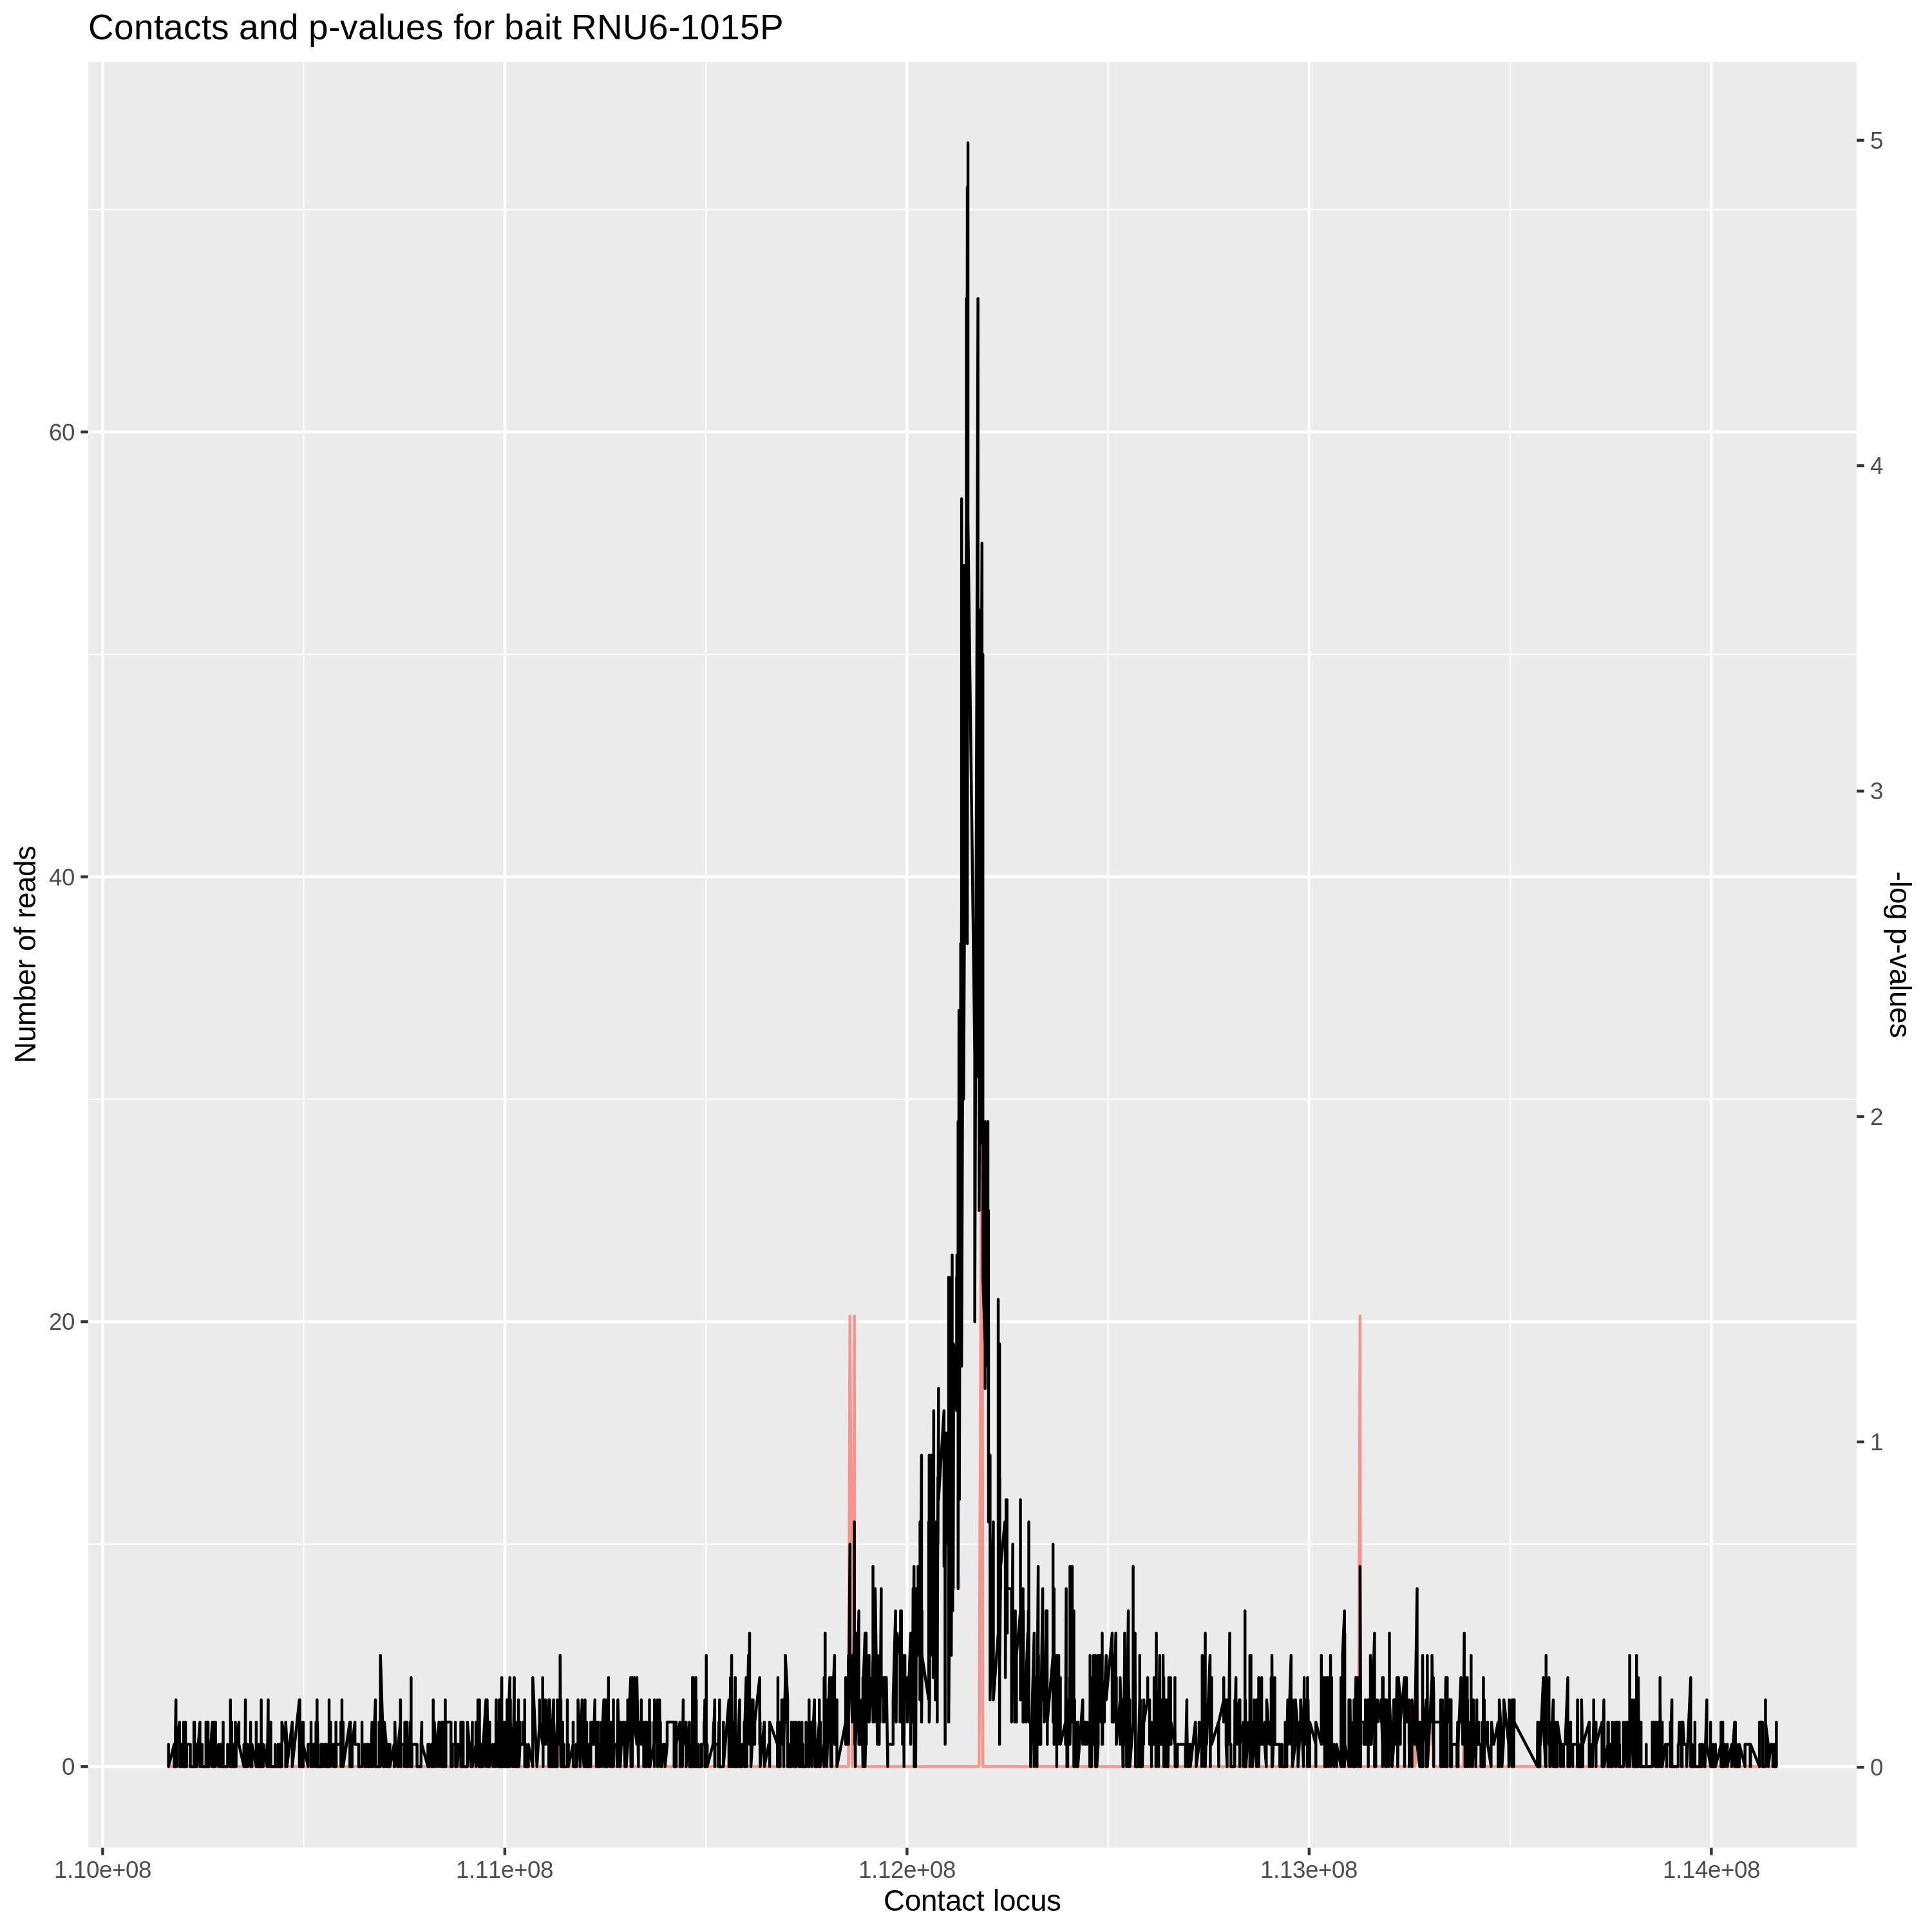 Contacts and p-values for bait RNU6-1015P
Number of reads
60
40
20
0
5
4
3
2
1
0
-log p-values
1.10e+08 1.11e+08 1.12e+08 1.13e+08 1.14e+08
Contact locus